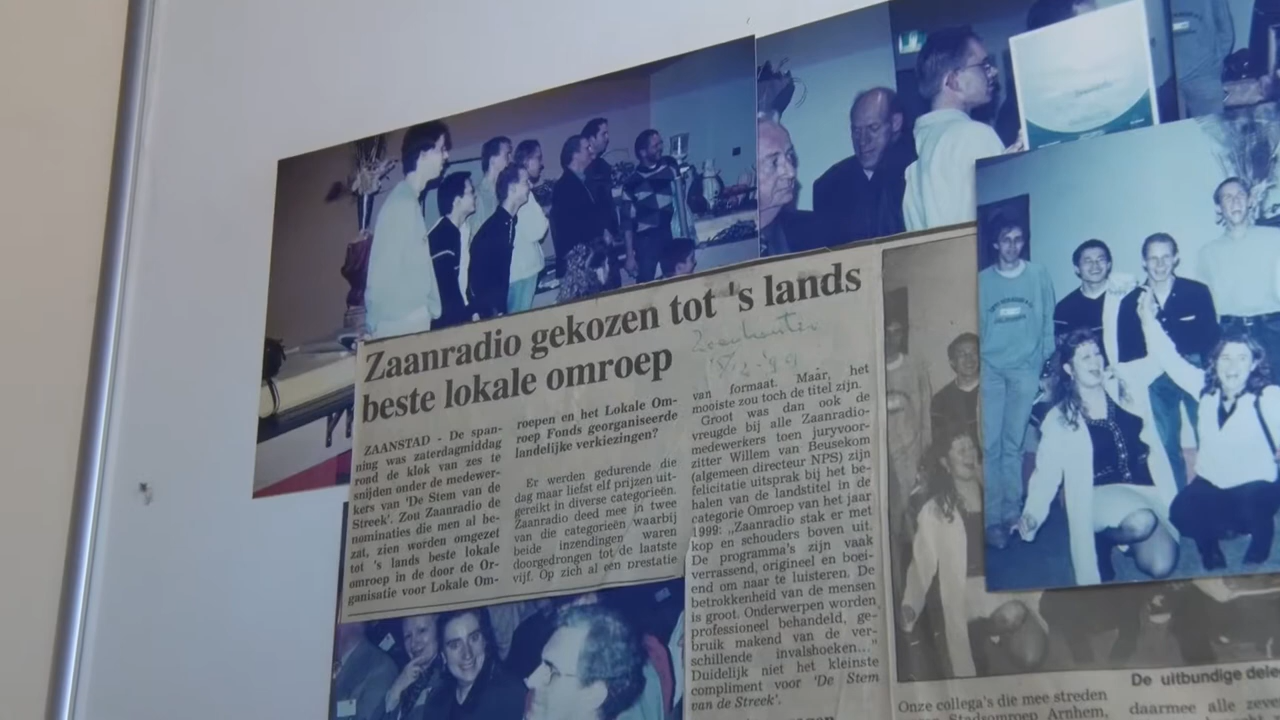 Zaanradio gekozen tot 's lands
beste lokale omroep
ZAANSTAD - De span-
ning was zaterdagmiddag
rond de klok van zes te
snijden onder de medewer-
kers van 'De Stem van de
Streek'. Zou Zaanradio de
nominaties die men al be-
zat, zien worden omgezet
tot 's lands beste lokale
omroep in de door de Or-
ganisatie voor Lokale Om-
roepen en het Lokale Om-
roep Fonds georganiseerde
landelijke verkiezingen?
Er werden gedurende die
dag maar liefst elf prijzen uit-
gereikt in diverse categorieën.
Zaanradio deed mee in twee
van die categorieën waarbij
beide inzendingen waren
doorgedrongen tot de laatste
vijf. Op zich al een prestatie
van formaat. Maar, het
mooiste zou toch de titel zijn.
Groot was dan ook de
vreugde bij alle Zaanradio-
medewerkers toen juryvoor-
zitter Willem van Beusekom
(algemeen directeur NPS) zijn
felicitatie uitsprak bij het be-
halen van de landstitel in de
categorie Omroep van het jaar
1999: „Zaanradio stak er met
kop en schouders boven uit.
De programma's zijn vaak
verrassend, origineel en boei-
end om naar te luisteren. De
betrokkenheid van de mensen
is groot. Onderwerpen worden
professioneel behandeld, ge-
bruik makend van de ver-
schillende invalshoeken..."
Duidelijk niet het kleinste
compliment voor 'De Stem
van de Streek'.
De uitbundige dele
Onze collega's die mee streden
Stadsomroep Arnhem,
daarmee alle zeve